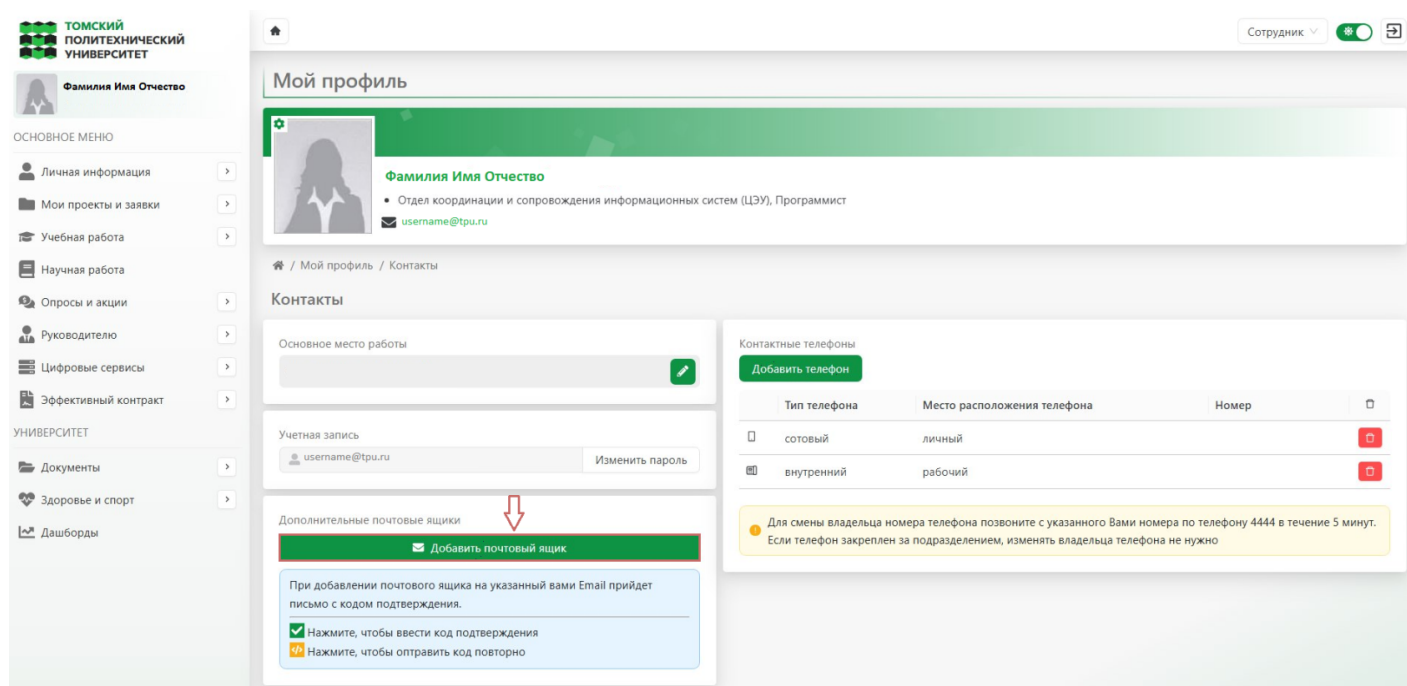 ТОМСКИЙ
ПОЛИТЕХНИЧЕСКИЙ
УНИВЕРСИТЕТ
Фамилия Имя Отчество
ОСНОВНОЕ МЕНЮ
Личная информация
Мои проекты и заявки
Учебная работа
Научная работа
Опросы и акции
Руководителю
Цифровые сервисы
Эффективный контракт
УНИВЕРСИТЕТ
Документы
Здоровье и спорт
Дашборды
Сотрудник
Мой профиль
Фамилия Имя Отчество
• Отдел координации и сопровождения информационных систем (ЦЭУ), Программист
username@tpu.ru
/ Мой профиль / Контакты
Контакты
Основное место работы
Учетная запись
username@tpu.ru
Изменить пароль
Дополнительные почтовые ящики
Добавить почтовый ящик
При добавлении почтового ящика на указанный вами Email прийдет
письмо с кодом подтверждения.
Нажмите, чтобы ввести код подтверждения
Нажмите, чтобы оптравить код повторно
Контактные телефоны
Добавить телефон
Тип телефона Место расположения телефона Номер
сотовый личный
внутренний рабочий
Для смены владельца номера телефона позвоните с указанного Вами номера по телефону 4444 в течение 5 минут.
Если телефон закреплен за подразделением, изменять владельца телефона не нужно